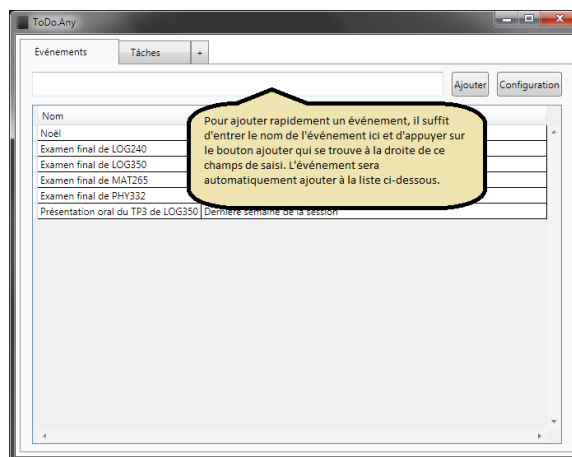 ToDo.Any
Evénements
Tâches
+
Ajouter
Configuration
Nom
Pour ajouter rapidement un événement, il suffit
d'entrer le nom de l'événement ici et d'appuyer sur
le bouton ajouter qui se trouve à la droite de ce
champs de saisi. L'événement sera
automatiquement ajouter à la liste ci-dessous.
Noël
Examen final de LOG240
Examen final de LOG350
Examen final de MAT265
Examen final de PHY332
Présentation oral du TP3 de LOG350 Dernière semaine de la session